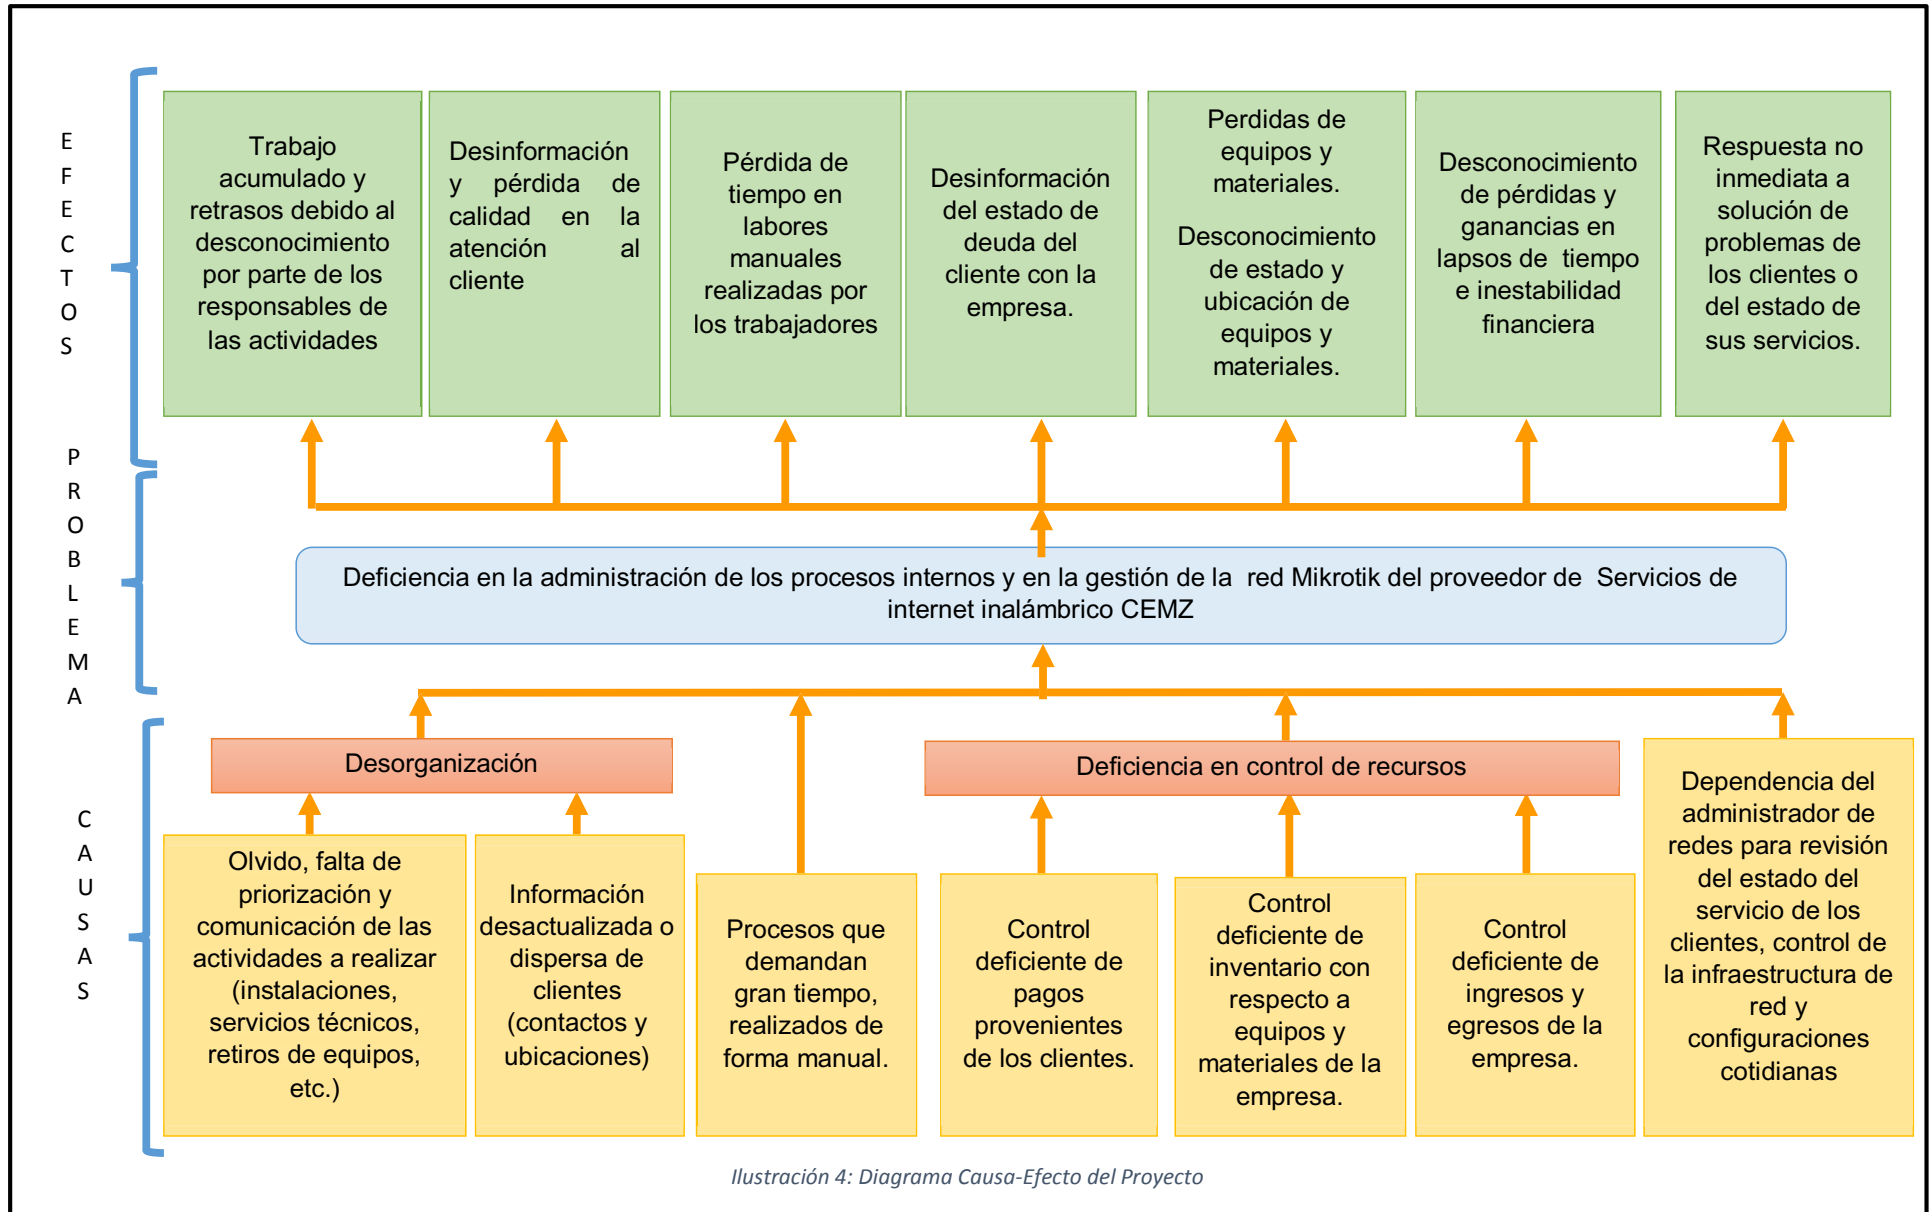 E
F
E
C
T
O
S
Trabajo
acumulado y
retrasos debido al
desconocimiento
por parte de los
responsables de
las actividades
Desinformación
y pérdida de
calidad en la
atención al
cliente
Pérdida de
tiempo en
labores
manuales
realizadas por
los trabajadores
Desinformación
del estado de
deuda del
cliente con la
empresa.
Perdidas de
equipos y
materiales.
Desconocimiento
de estado y
ubicación de
equipos y
materiales.
Desconocimiento
de pérdidas y
ganancias en
lapsos de tiempo
e inestabilidad
financiera
Respuesta no
inmediata a
solución de
problemas de
los clientes o
del estado de
sus servicios.
P
R
O
B
L
E
M
A
Deficiencia en la administración de los procesos internos y en la gestión de la red Mikrotik del proveedor de Servicios de
internet inalámbrico CEMZ
C
A
U
S
A
S
Desorganización
Deficiencia en control de recursos
Olvido, falta de
priorización y
comunicación de las
actividades a realizar
(instalaciones,
servicios técnicos,
retiros de equipos,
etc.)
Información
desactualizada o
dispersa de
clientes
(contactos y
ubicaciones)
Procesos que
demandan
gran tiempo,
realizados de
forma manual.
Control
deficiente de
pagos
provenientes
de los clientes.
Control
deficiente de
inventario con
respecto a
equipos y
materiales de la
empresa.
Control
deficiente de
ingresos y
egresos de la
empresa.
Dependencia del
administrador de
redes para revisión
del estado del
servicio de los
clientes, control de
la infraestructura de
red y
configuraciones
cotidianas
Ilustración 4: Diagrama Causa-Efecto del Proyecto